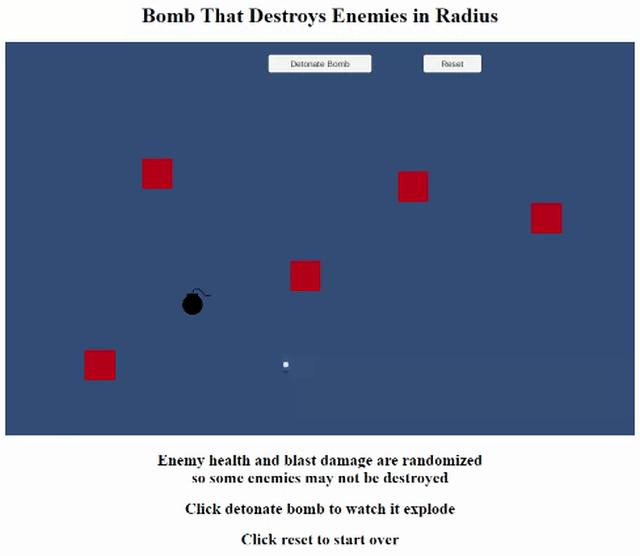 Bomb That Destroys Enemies in Radius
Detonate Bomb
Reset
Enemy health and blast damage are randomized
so some enemies may not be destroyed
Click detonate bomb to watch it explode
Click reset to start over